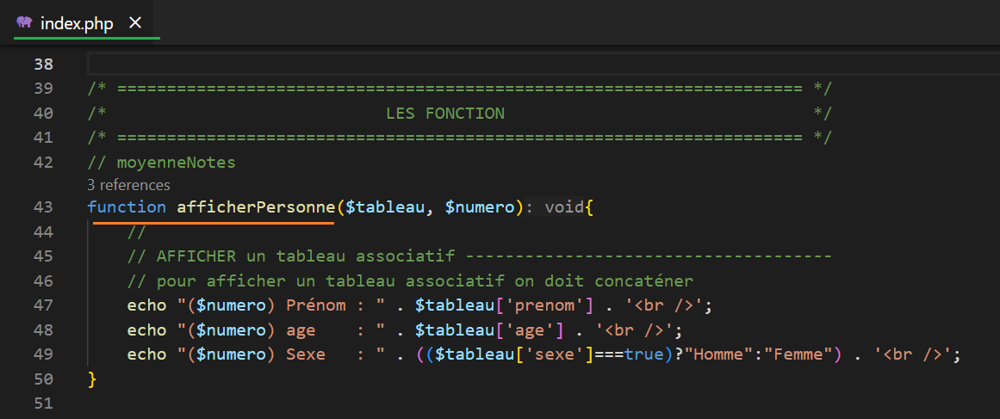 index.php ×
38
39 /* ===================================================================== */
40 /*                            LES FONCTION                               */
41 /* ===================================================================== */
42 // moyenneNotes
3 references
43 function afficherPersonne($tableau, $numero): void{
44     //
45     // AFFICHER un tableau associatif -------------------------------------
46     // pour afficher un tableau associatif on doit concaténer
47     echo "($numero) Prénom : " . $tableau['prenom'] . '<br />';
48     echo "($numero) age    : " . $tableau['age'] . '<br />';
49     echo "($numero) Sexe   : " . (($tableau['sexe']===true)?"Homme":"Femme") . '<br />';
50 }
51